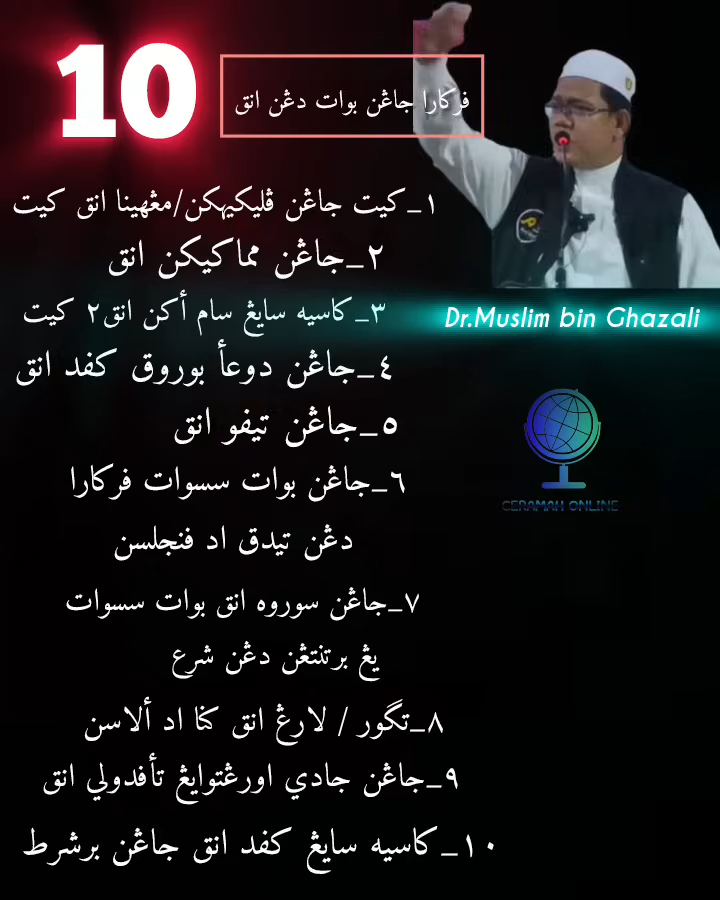 10
فركارا جاڠن بوات دڠن انق
١_كيت جاڠن ڤليكيهكن/مڠهينا انق كيت
٢_جاڠن مماكيكن انق
٣_كاسيه سايڠ سام أكن انق٢ كيت
Dr.Muslim bin Ghazali
٤_جاڠن دوعأ بوروق كفد انق
٥_جاڠن تيفو انق
٦_جاڠن بوات سسوات فركارا
CERAMAH ONLINE
دڠن تيدق اد فنجلسن
٧_جاڠن سوروه انق بوات سسوات
يڠ برتنتڠن دڠن شرع
٨_تڬور / لارڠ انق كنا اد ألاسن
٩_جاڠن جادي اورڠتوايڠ تأفدولي انق
١٠_كاسيه سايڠ كفد انق جاڠن برشرط